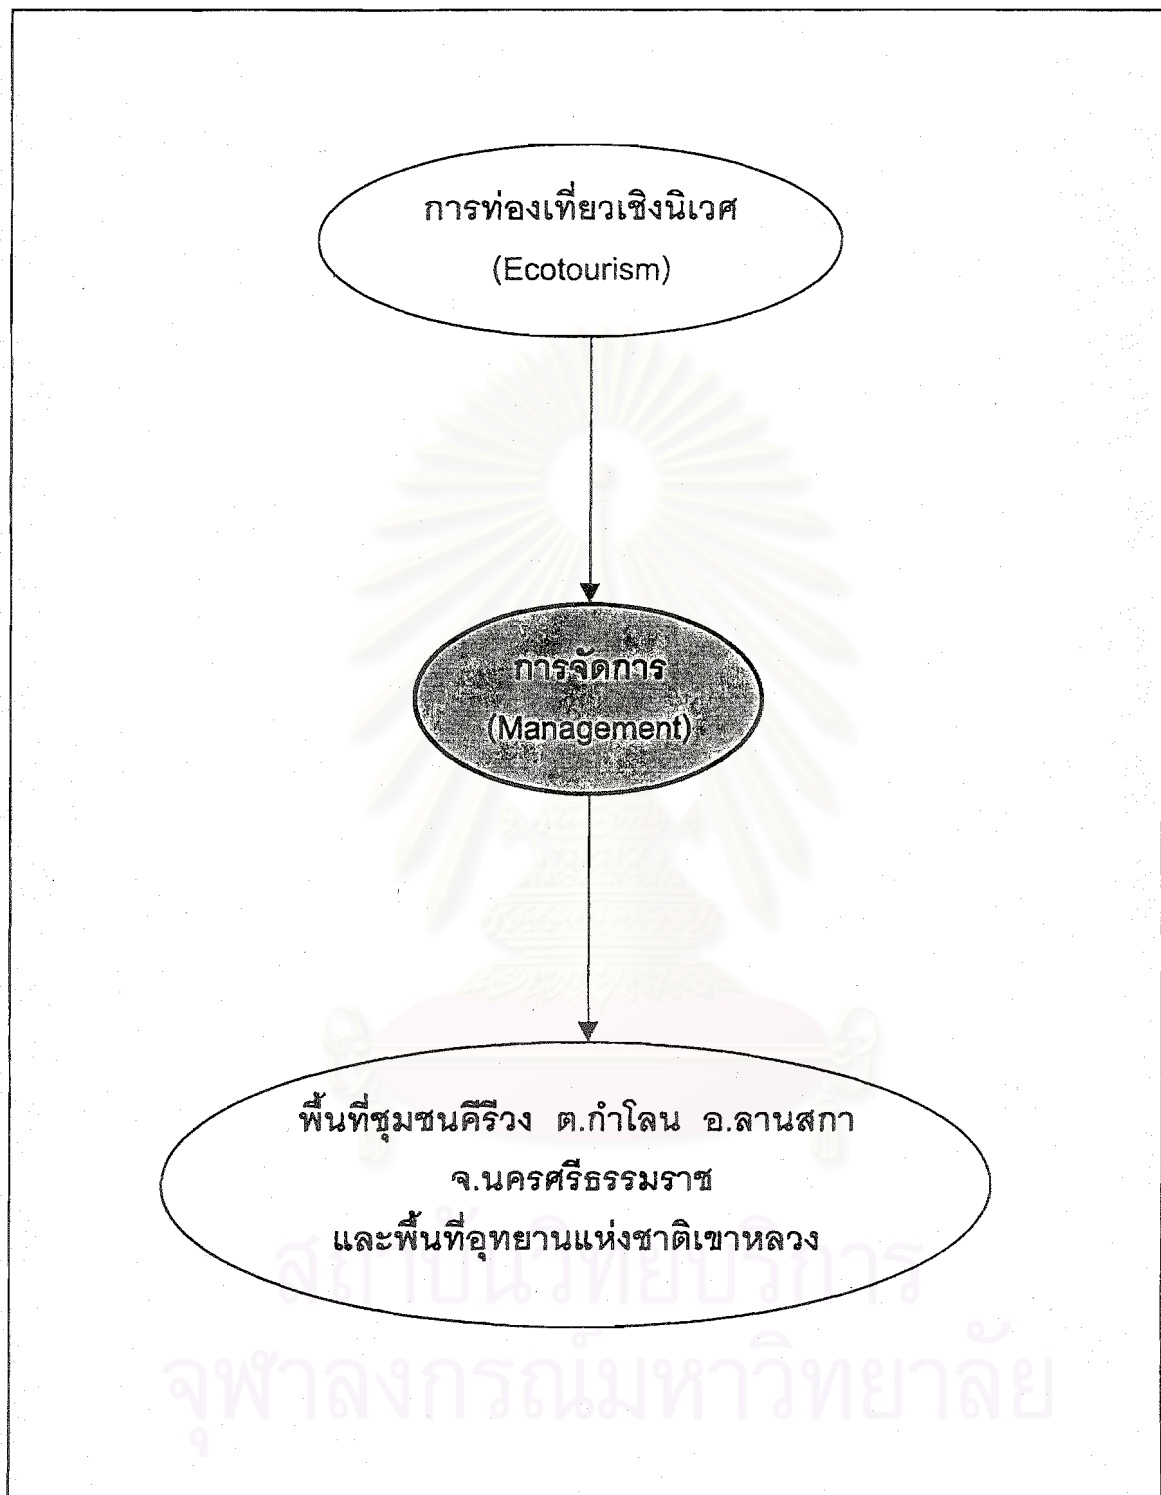 การท่องเที่ยวเชิงนิเวศ
(Ecotourism)
การจัดการ
(Management)
พื้นที่ชุมชนคีรีวง ต.กำโลน อ.ลานสกา
จ.นครศรีธรรมราช
และพื้นที่อุทยานแห่งชาติเขาหลวง
สถาบันวิทยบริการ
จุฬาลงกรณ์มหาวิทยาลัย